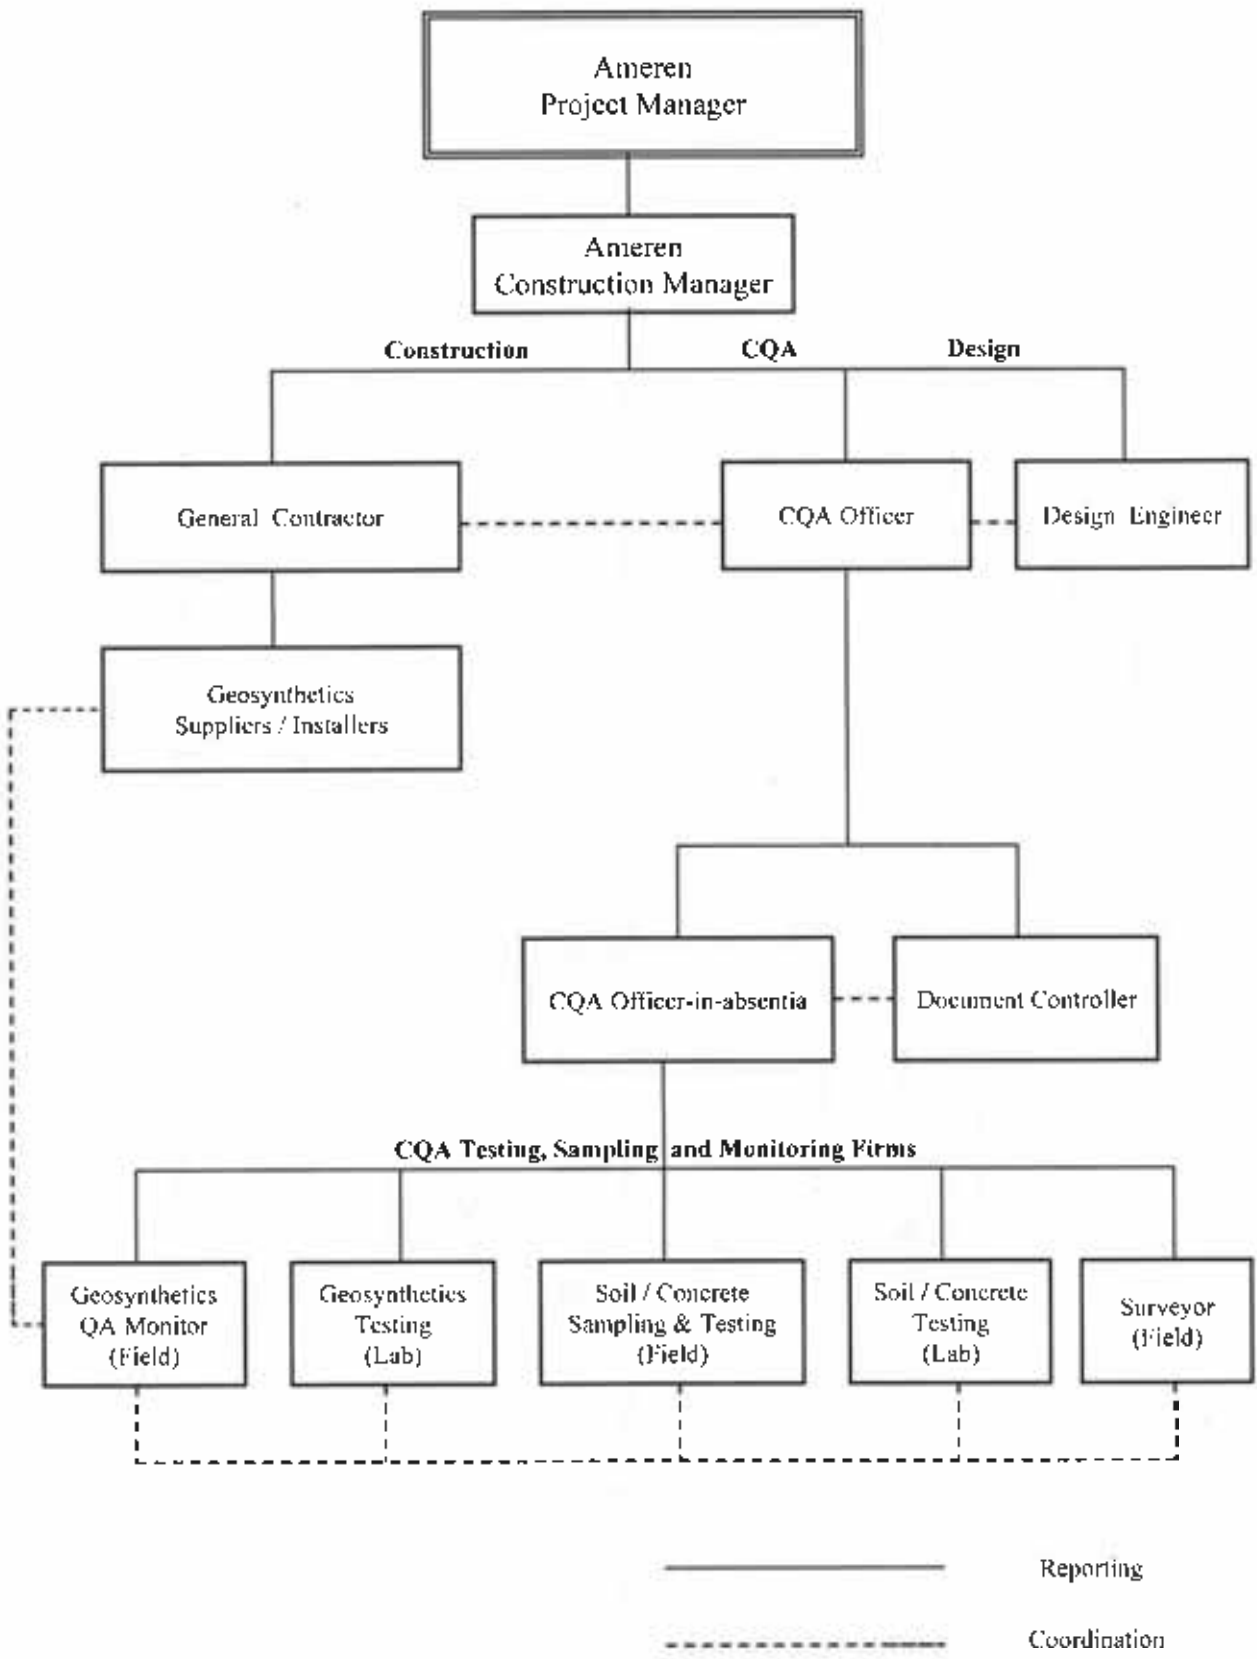 Ameren
Project Manager
Ameren
Construction Manager
Construction
CQA
Design
General Contractor
CQA Officer
Design Engineer
Geosynthetics
Suppliers / Installers
CQA Officer-in-absentia
Document Controller
CQA Testing, Sampling and Monitoring Firms
Geosynthetics
QA Monitor
(Field)
Geosynthetics
Testing
(Lab)
Soil / Concrete
Sampling & Testing
(Field)
Soil / Concrete
Testing
(Lab)
Surveyor
(Field)
Reporting
Coordination